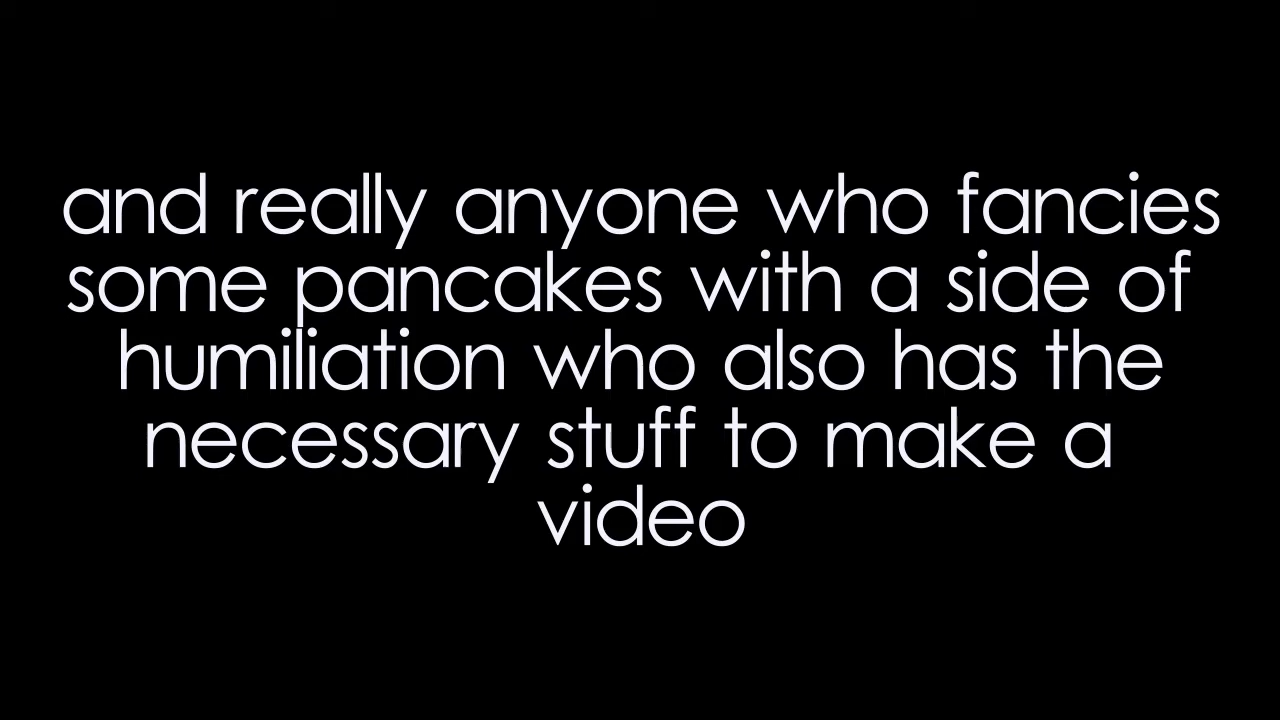 and really anyone who fancies
some pancakes with a side of
humiliation who also has the
necessary stuff to make a
video